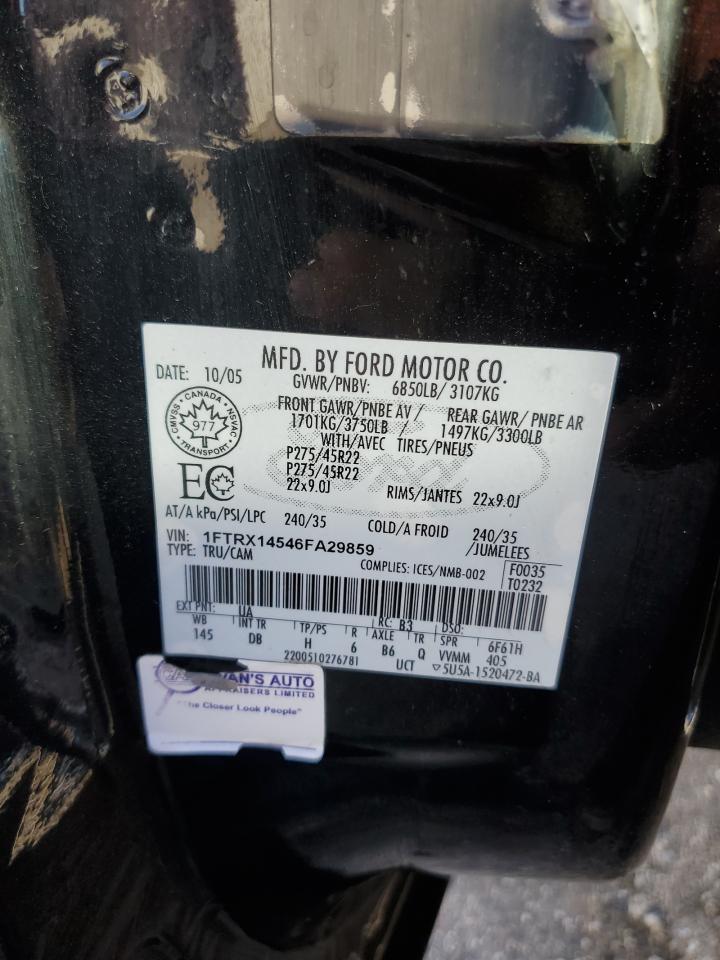 MFD. BY FORD MOTOR CO.
DATE: 10/05
GVWR/PNBV: 6850LB/ 3107KG
FRONT GAWR/PNBE AV / REAR GAWR/ PNBE AR
1701KG/3750LB / 1497KG/3300LB
WITH/AVEC TIRES/PNEUS
P275/45R22
P275/45R22
22x9.0J RIMS/JANTES 22x9.0J
CANADA
CMVSS NSVAC
977
TRANSPORT
EC
Ford
AT/A kPa/PSI/LPC 240/35 COLD/A FROID 240/35
/JUMELEES
VIN: 1FTRX14546FA29859
TYPE: TRU/CAM
COMPLIES: ICES/NMB-002
F0035
T0232
EXT PNT: UA RC: B3 DSO:
WB INT TR TP/PS R AXLE TR SPR 6F61H
145 DB H 6 B6 Q VVMM 405
2200510276781 UCT 5U5A-1520472-BA
VAN'S AUTO
APPRAISERS LIMITED
"The Closer Look People"